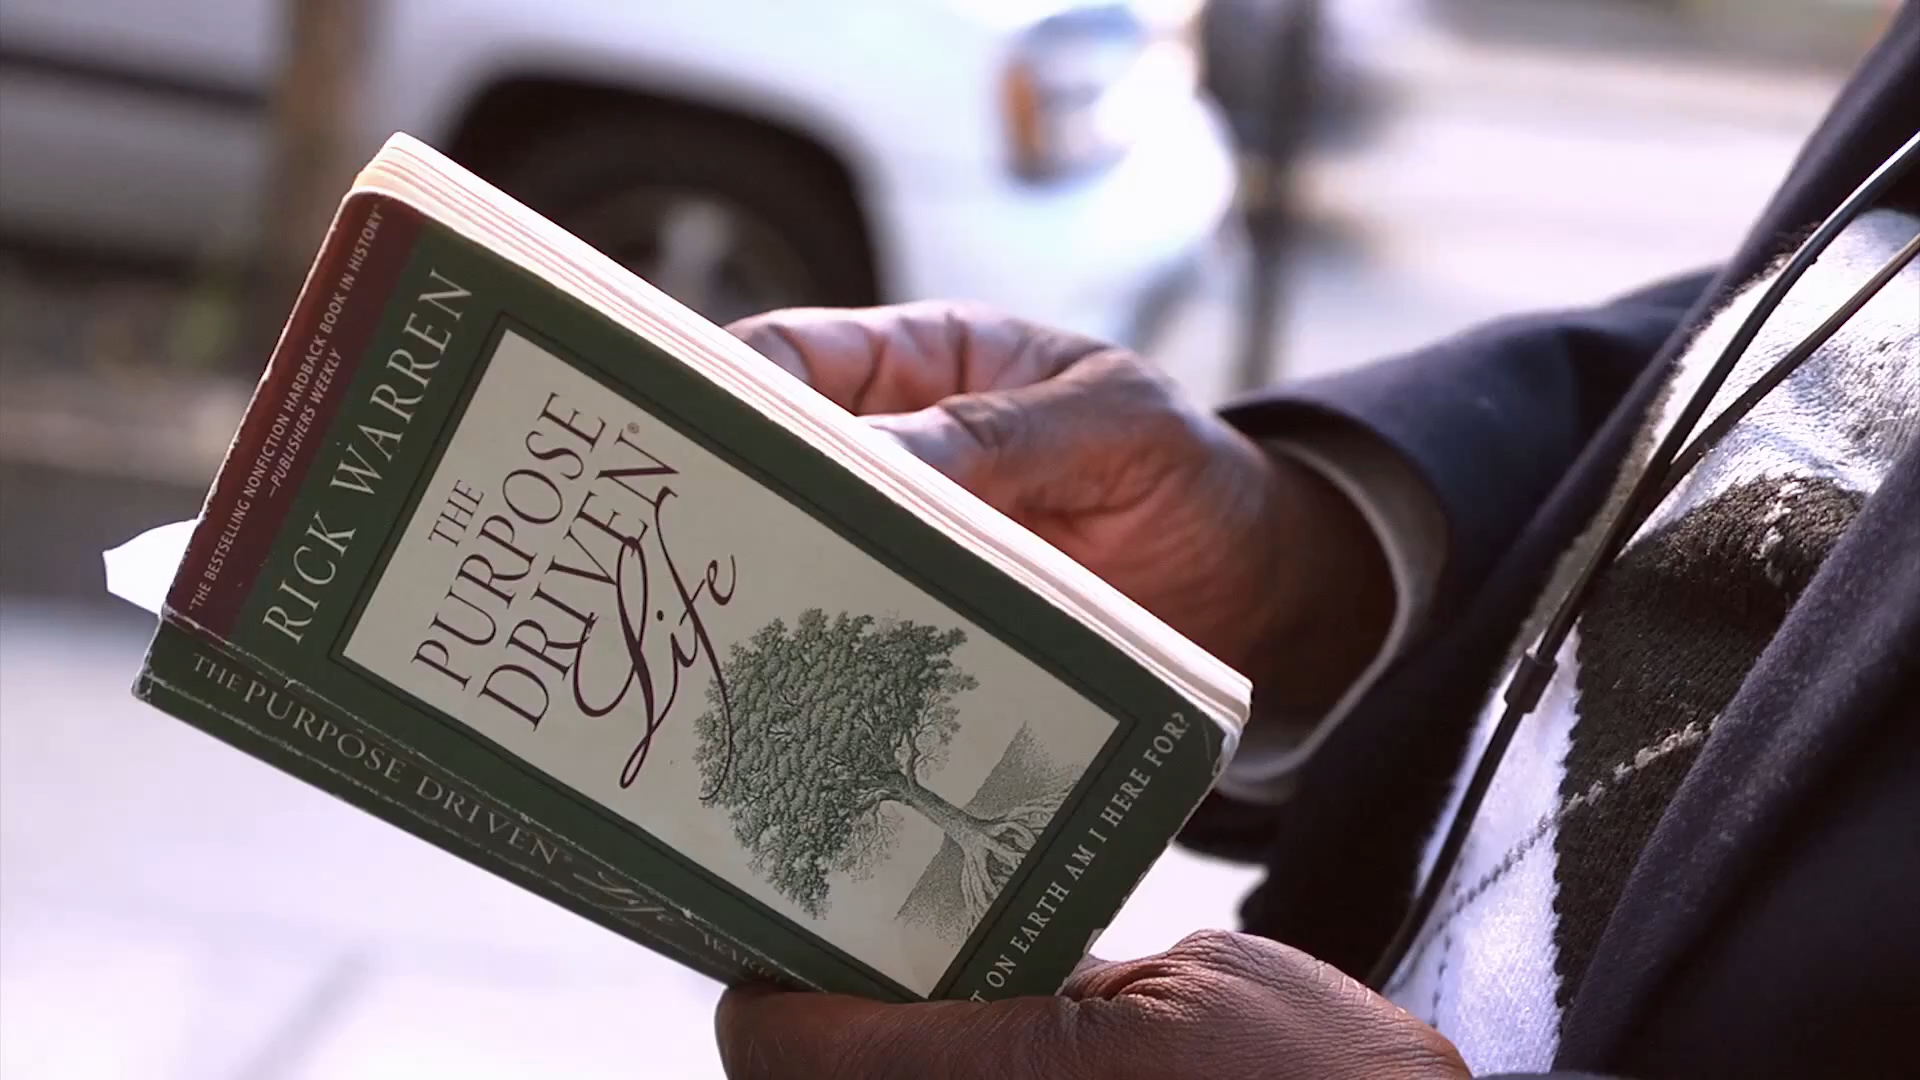 "THE BESTSELLING NONFICTION HARDBACK BOOK IN HISTORY"
—PUBLISHERS WEEKLY
RICK WARREN
THE
PURPOSE
DRIVEN®
Life
T ON EARTH AM I HERE FOR?
THE PURPOSE DRIVEN® Life